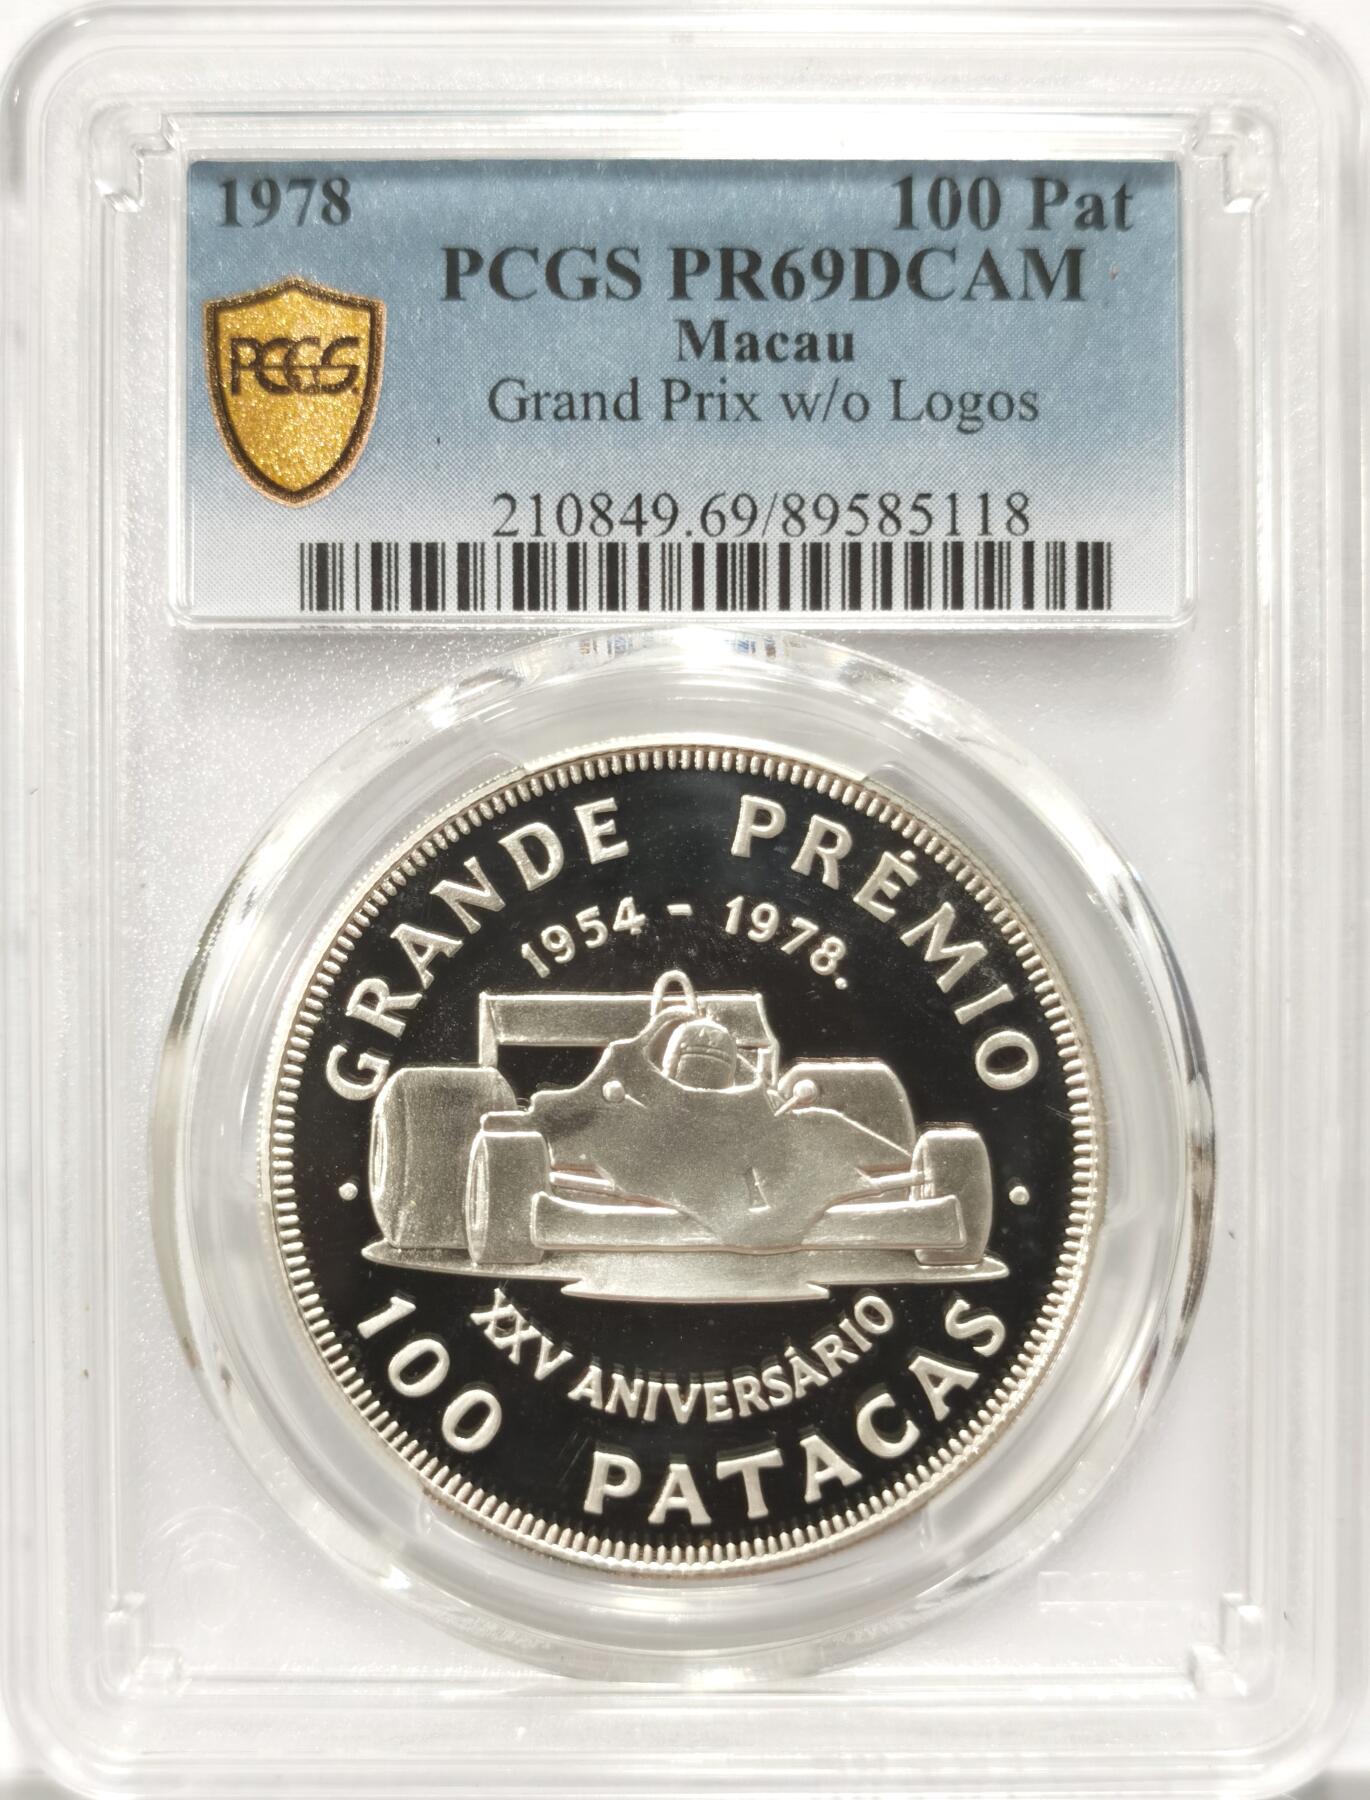 1978 100 Pat
PCGS PR69DCAM
Macau
PCGS
Grand Prix w/o Logos
210849.69/89585118
GRANDE PRÉMIO
1954 - 1978.
1
XXV ANIVERSÁRIO
100 PATACAS